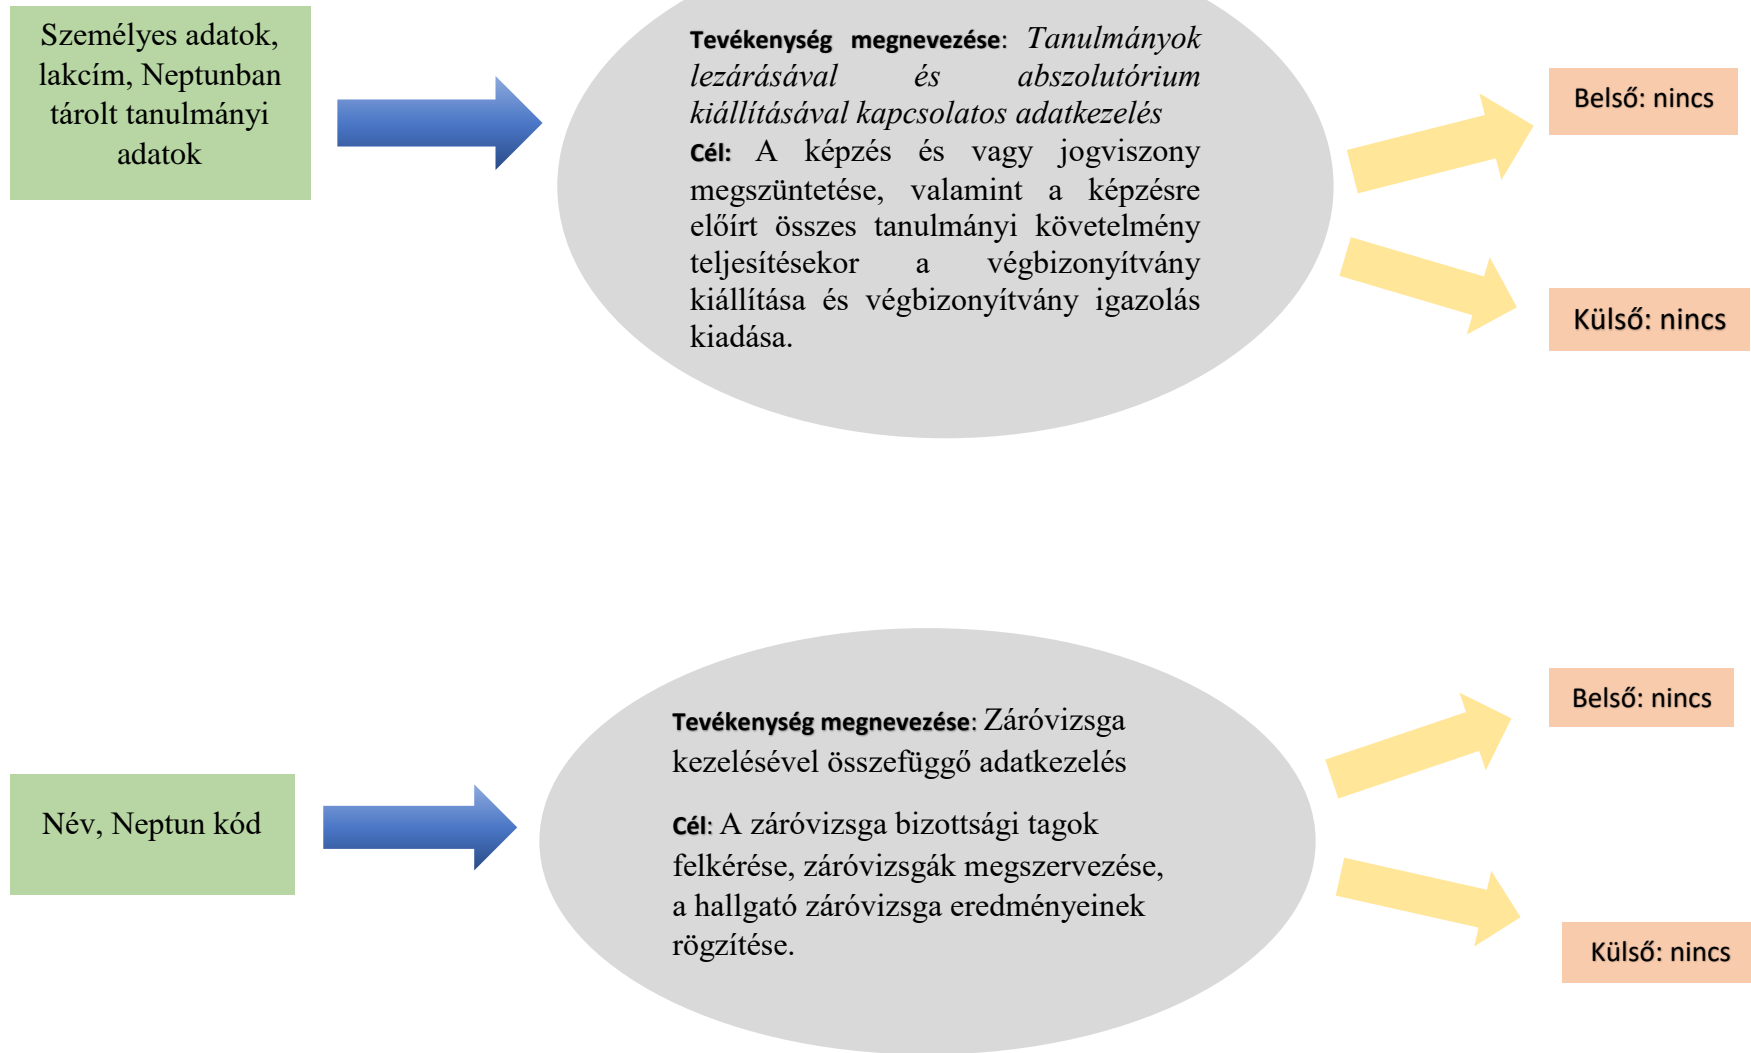 Személyes adatok,
lakcím, Neptunban
tárolt tanulmányi
adatok
Tevékenység megnevezése: Tanulmányok
lezárásával és abszolutórium
kiállításával kapcsolatos adatkezelés
Cél: A képzés és vagy jogviszony
megszüntetése, valamint a képzésre
előírt összes tanulmányi követelmény
teljesítésekor a végbizonyítvány
kiállítása és végbizonyítvány igazolás
kiadása.
Belső: nincs
Külső: nincs
Név, Neptun kód
Tevékenység megnevezése: Záróvizsga
kezelésével összefüggő adatkezelés
Cél: A záróvizsga bizottsági tagok
felkérése, záróvizsgák megszervezése,
a hallgató záróvizsga eredményeinek
rögzítése.
Belső: nincs
Külső: nincs